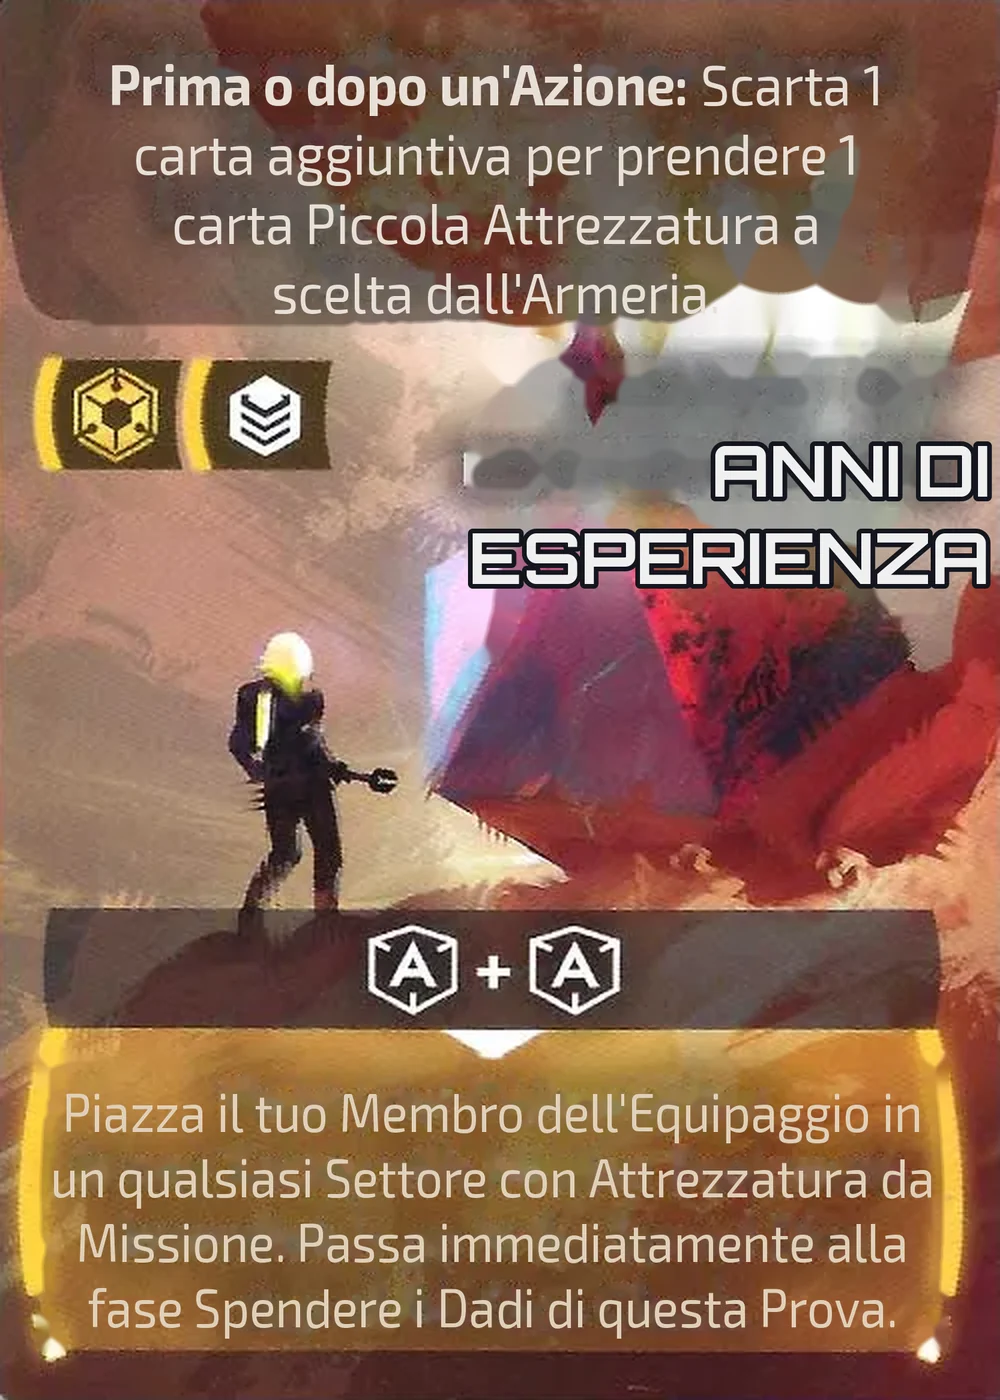 Prima o dopo un'Azione: Scarta 1
carta aggiuntiva per prendere 1
carta Piccola Attrezzatura a
scelta dall'Armeria.
ANNI DI
ESPERIENZA
A + A
Piazza il tuo Membro dell'Equipaggio in
un qualsiasi Settore con Attrezzatura da
Missione. Passa immediatamente alla
fase Spendere i Dadi di questa Prova.